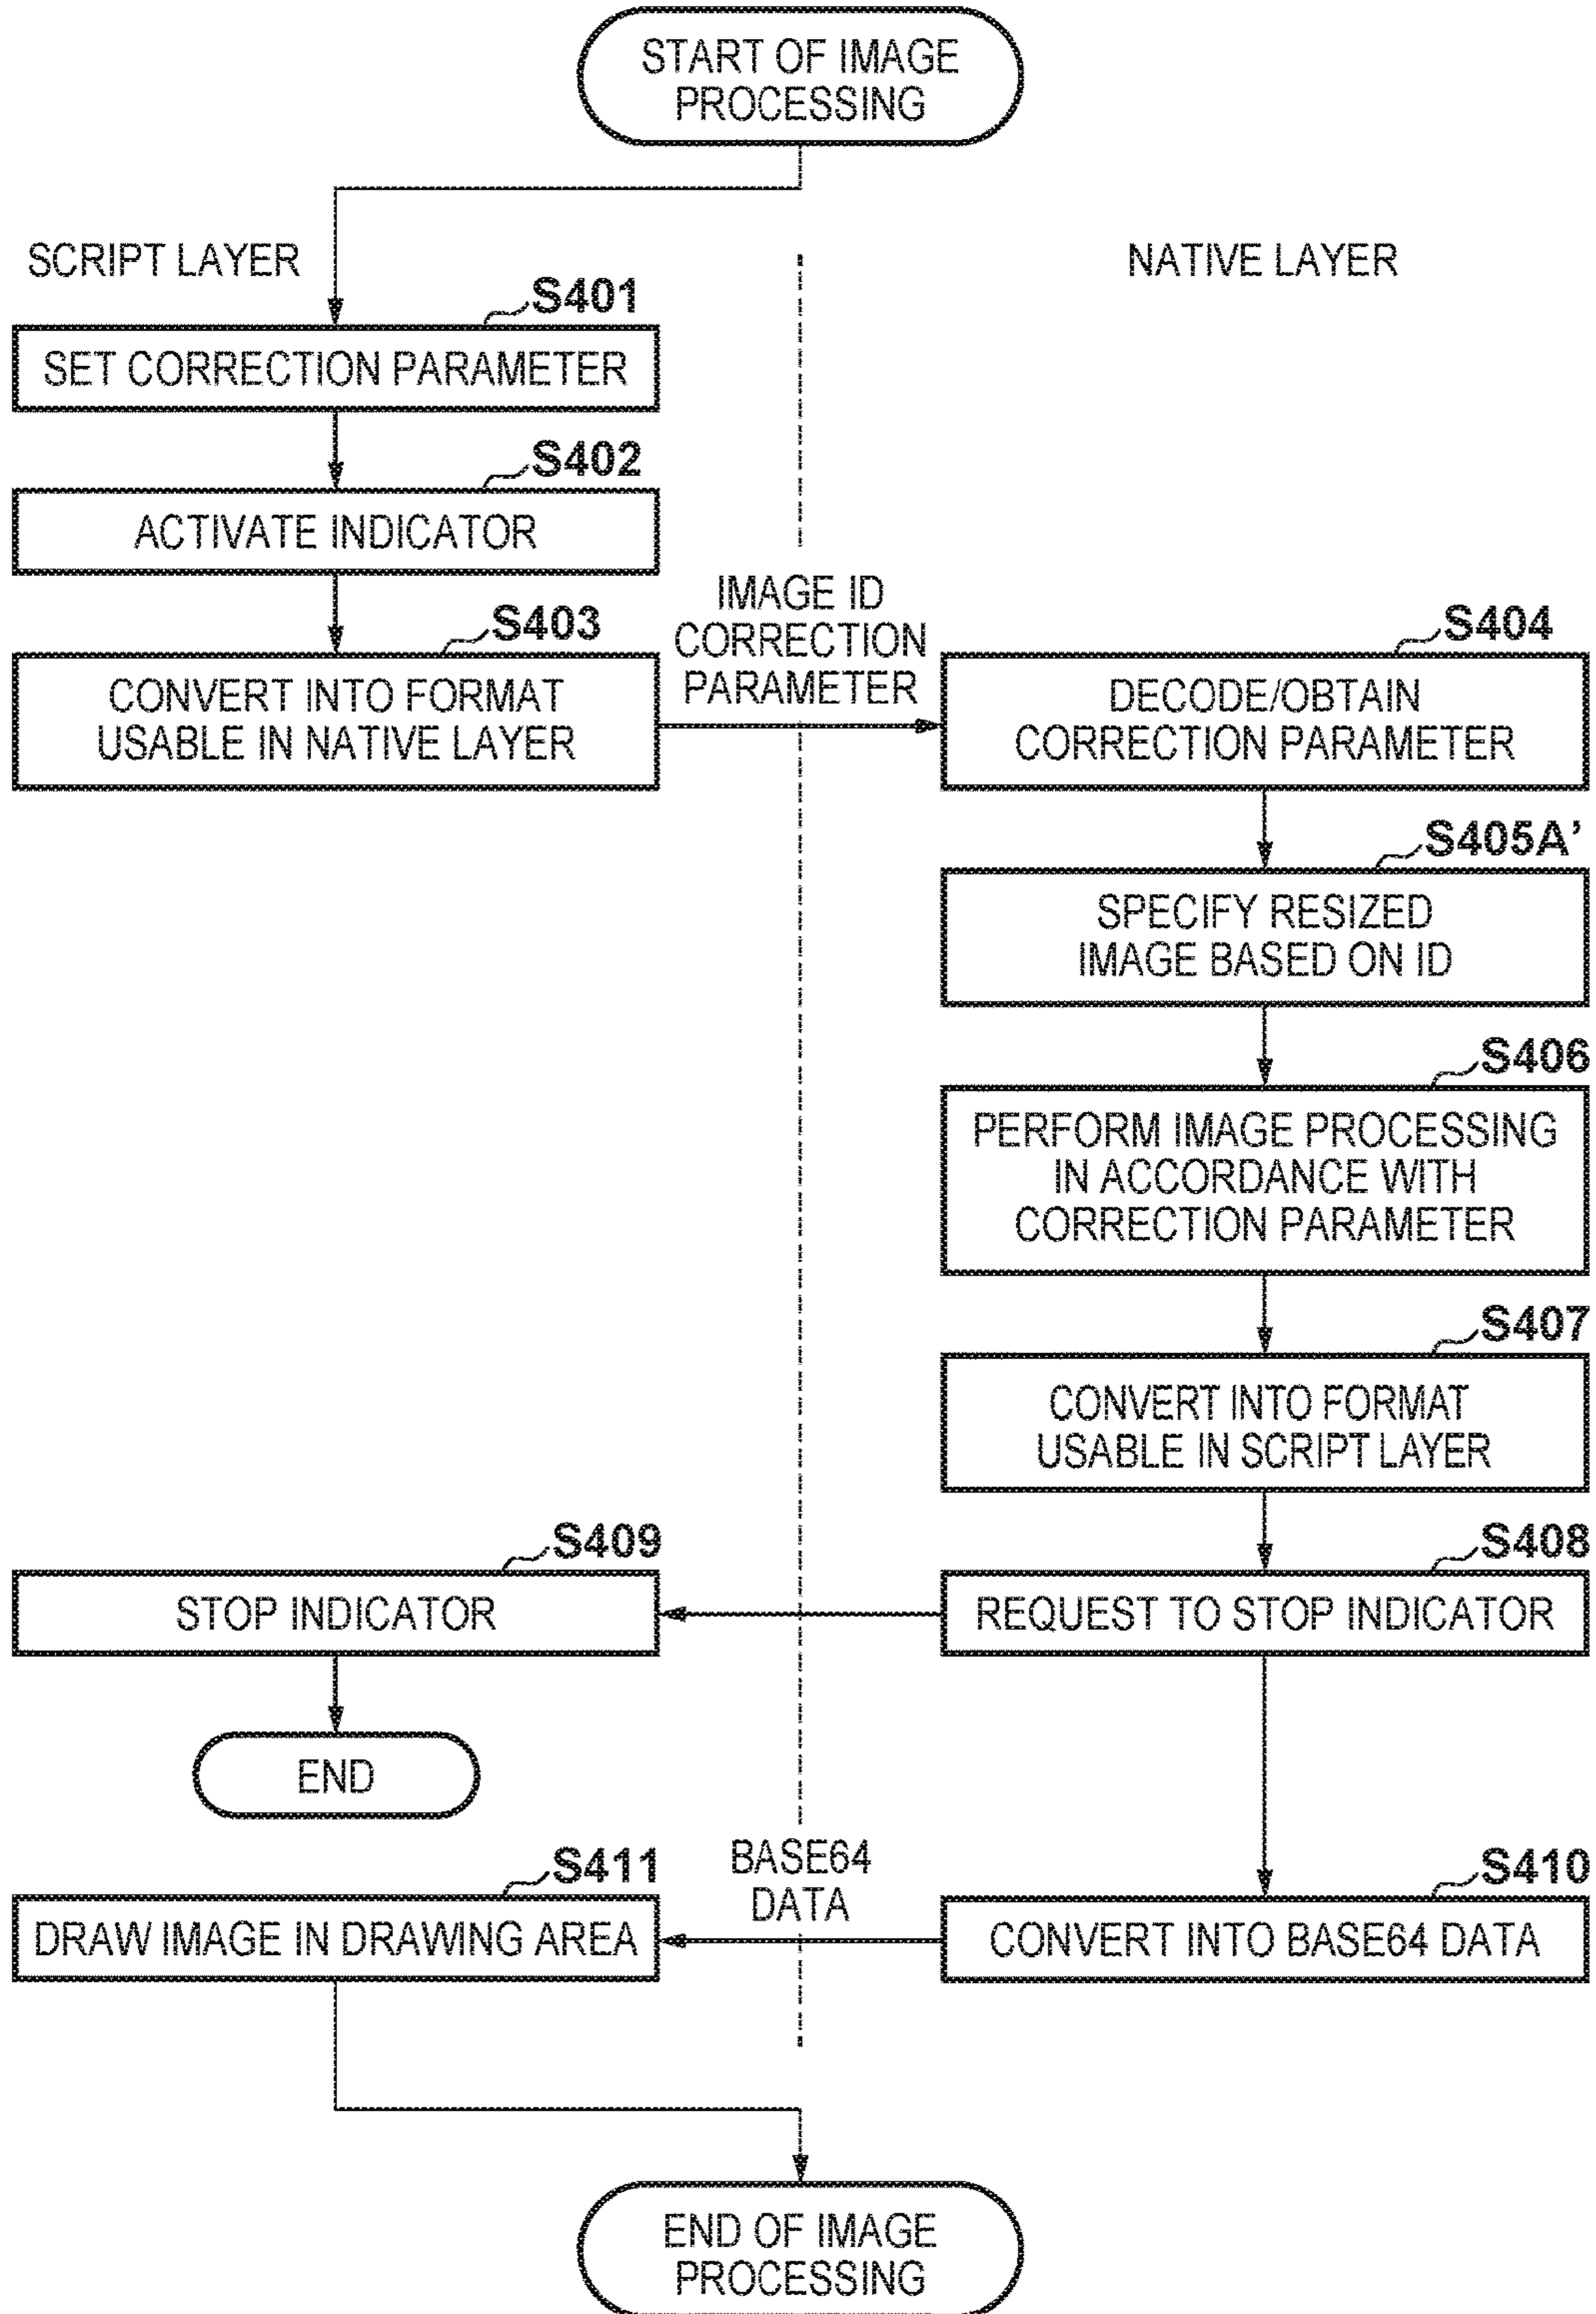 START OF IMAGE
PROCESSING
SCRIPT LAYER
NATIVE LAYER
S401
SET CORRECTION PARAMETER
S402
ACTIVATE INDICATOR
S403
CONVERT INTO FORMAT
USABLE IN NATIVE LAYER
IMAGE ID
CORRECTION
PARAMETER
S404
DECODE/OBTAIN
CORRECTION PARAMETER
S405A'
SPECIFY RESIZED
IMAGE BASED ON ID
S406
PERFORM IMAGE PROCESSING
IN ACCORDANCE WITH
CORRECTION PARAMETER
S407
CONVERT INTO FORMAT
USABLE IN SCRIPT LAYER
S408
REQUEST TO STOP INDICATOR
S409
STOP INDICATOR
END
S410
CONVERT INTO BASE64 DATA
BASE64
DATA
S411
DRAW IMAGE IN DRAWING AREA
END OF IMAGE
PROCESSING